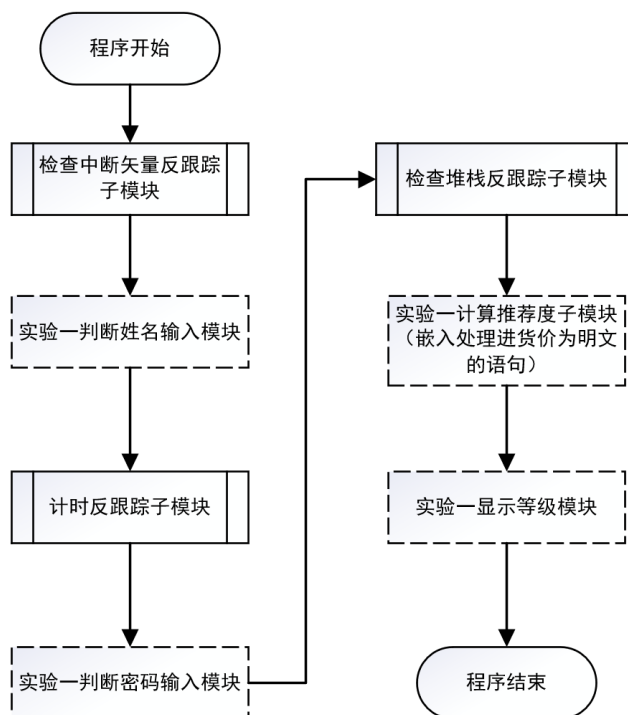 程序开始
检查中断矢量反跟踪
子模块
实验一判断姓名输入模块
计时反跟踪子模块
实验一判断密码输入模块
检查堆栈反跟踪子模块
实验一计算推荐度子模块
（嵌入处理进货价为明文
的语句）
实验一显示等级模块
程序结束